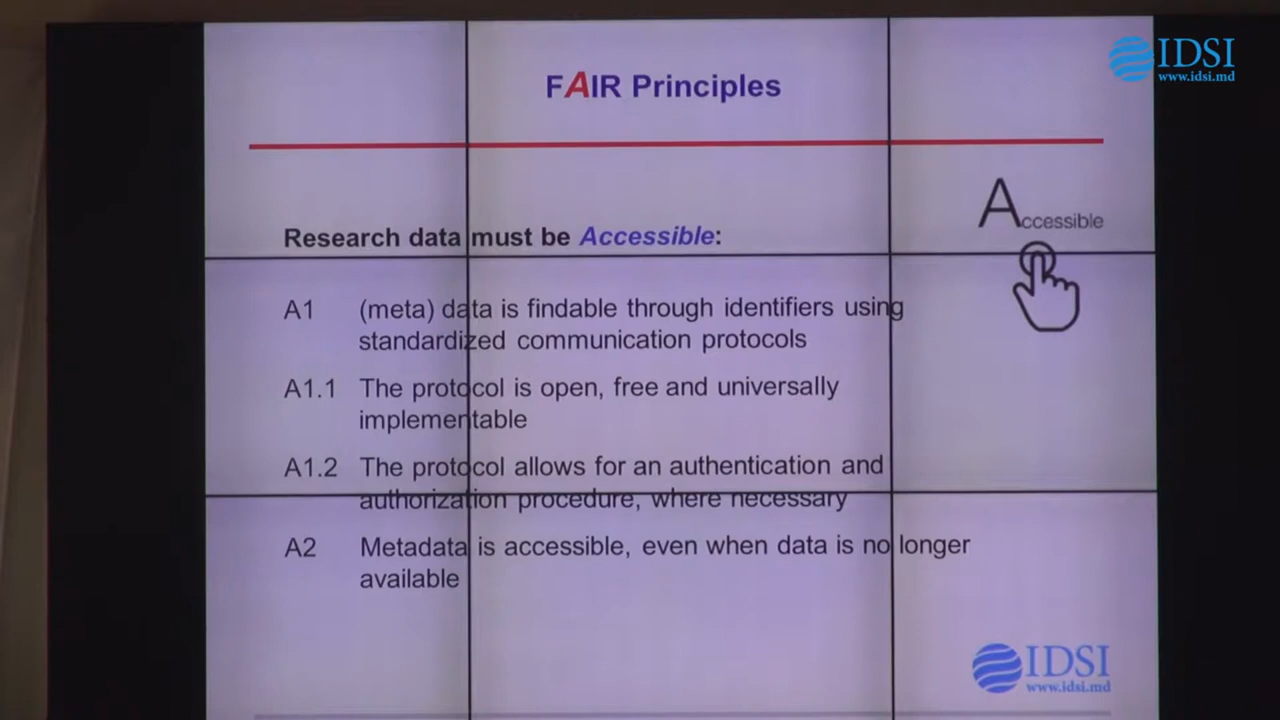 IDSI
www.idsi.md
FAIR Principles
Accessible
Research data must be Accessible:
A1 (meta) data is findable through identifiers using
standardized communication protocols
A1.1 The protocol is open, free and universally
implementable
A1.2 The protocol allows for an authentication and
authorization procedure, where necessary
A2 Metadata is accessible, even when data is no longer
available
IDSI
www.idsi.md